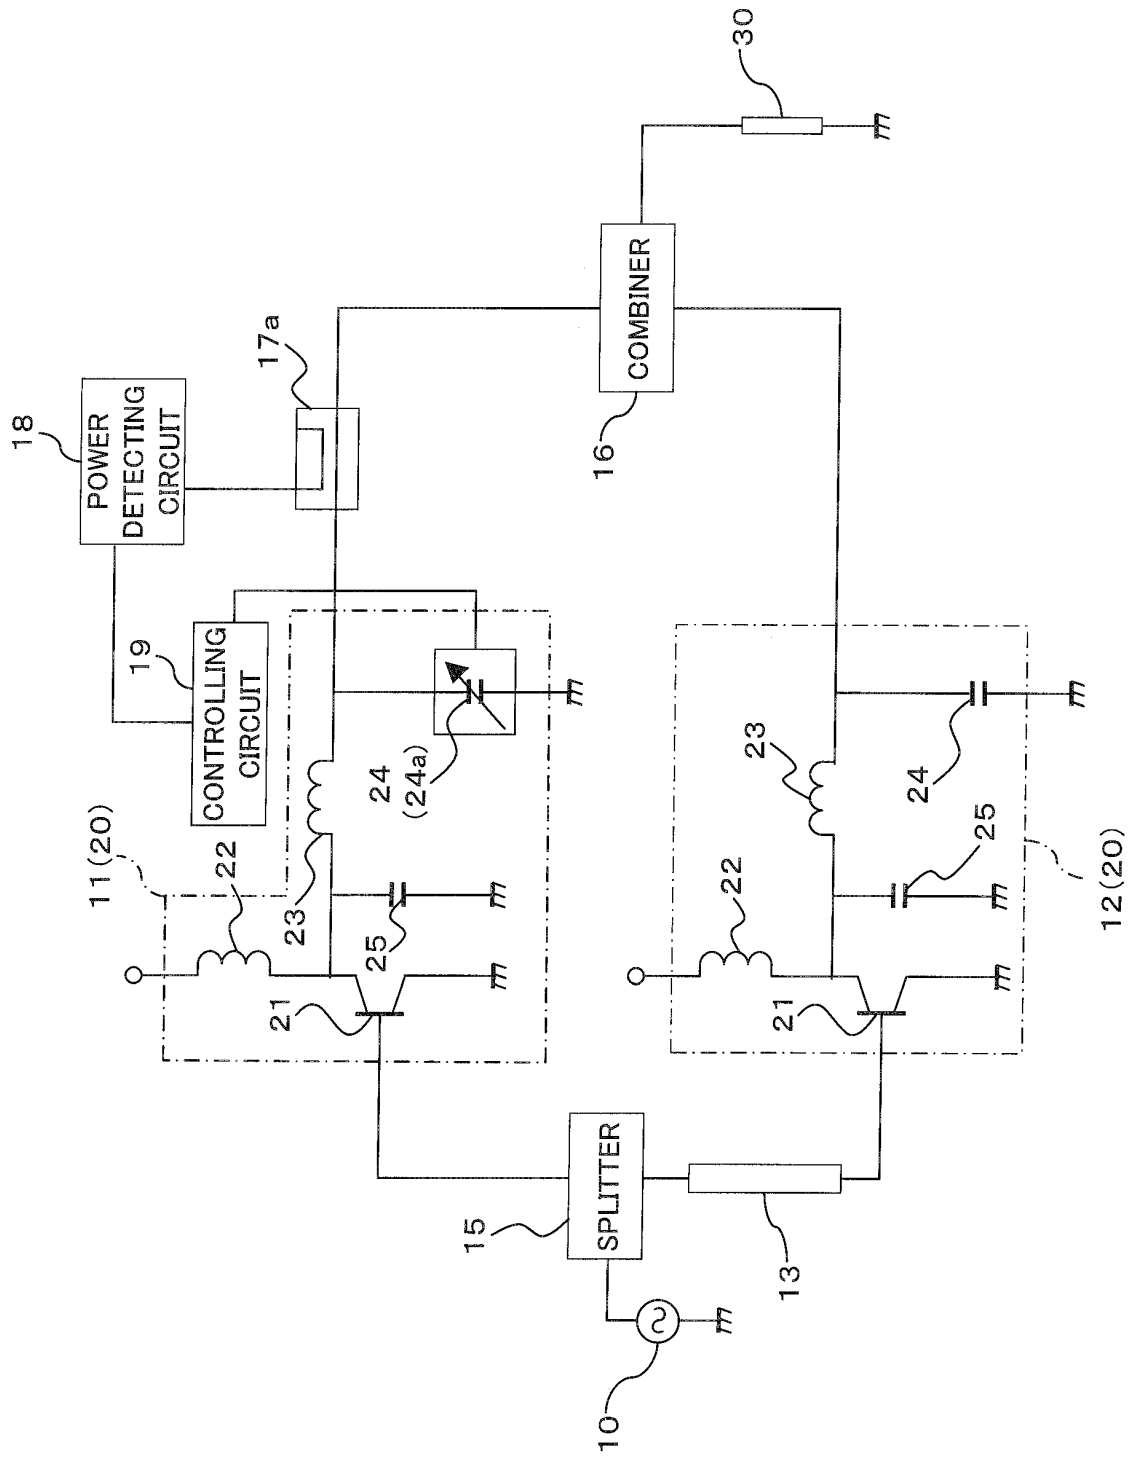 18
POWER
DETECTING
CIRCUIT
17a
30
COMBINER
16
19
CONTROLLING
CIRCUIT
11(20)
22
23
24
(24a)
25
21
23
24
25
22
21
12(20)
15
SPLITTER
13
10